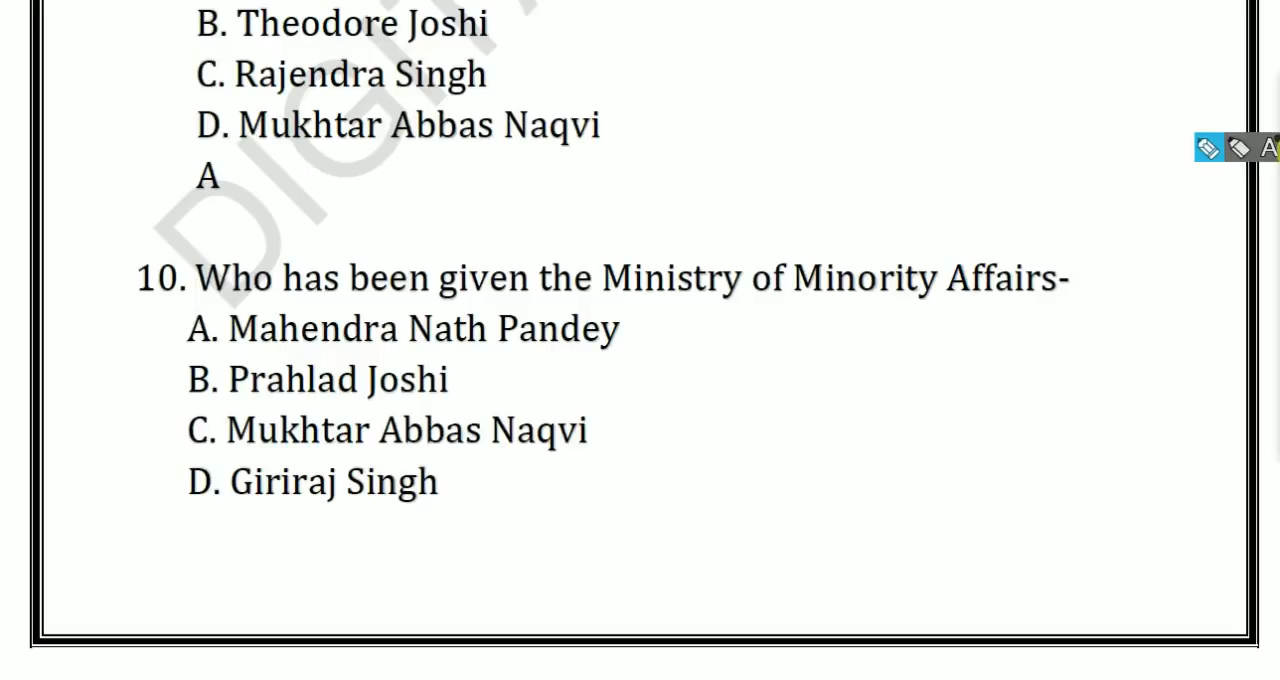 B. Theodore Joshi
C. Rajendra Singh
D. Mukhtar Abbas Naqvi
A
DIGIT
10. Who has been given the Ministry of Minority Affairs-
A. Mahendra Nath Pandey
B. Prahlad Joshi
C. Mukhtar Abbas Naqvi
D. Giriraj Singh
A